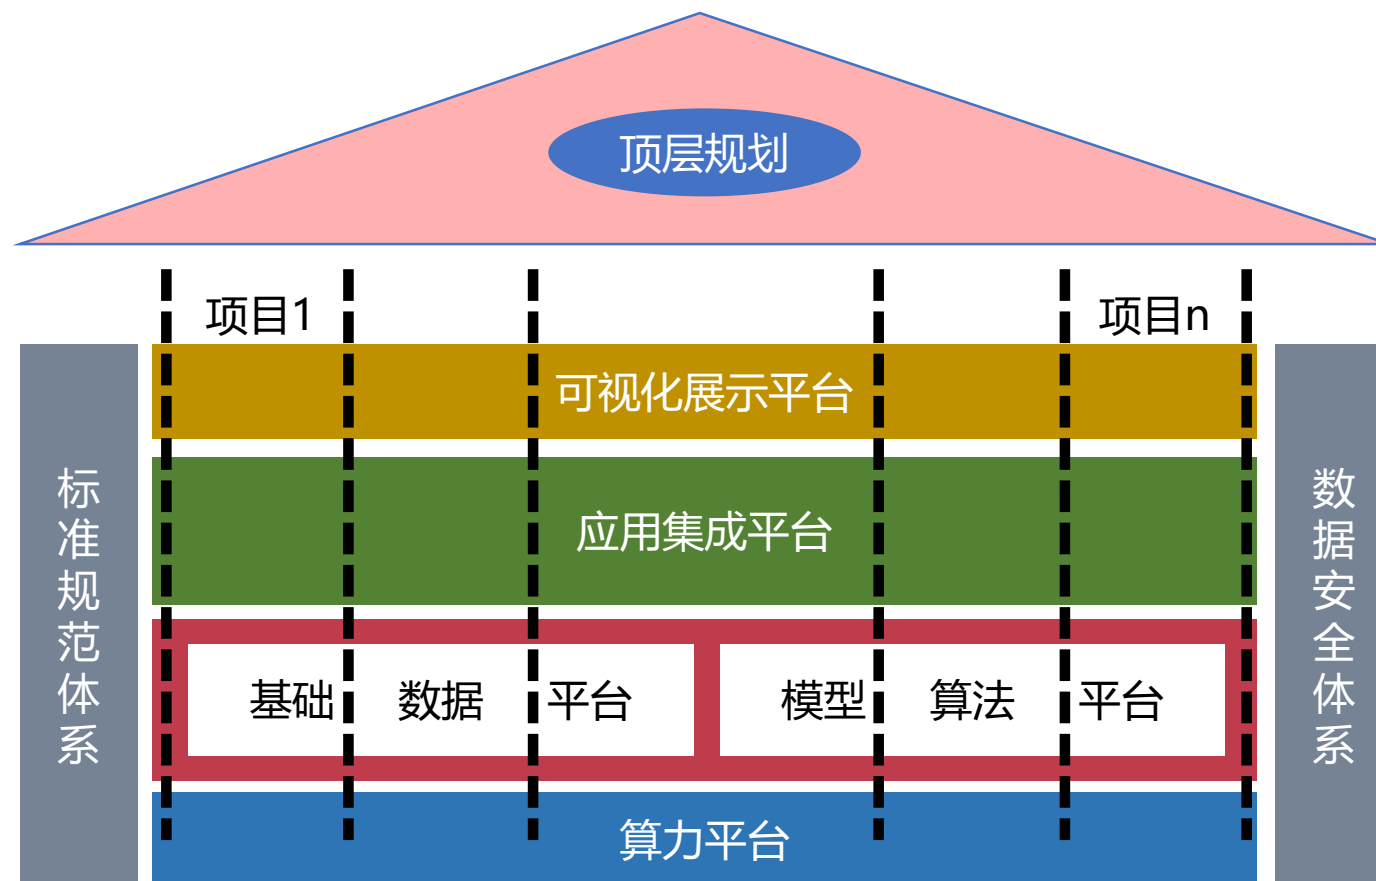 顶层规划
项目1
项目n
可视化展示平台
应用集成平台
基础 数据 平台
模型 算法 平台
算力平台
标准规范体系
数据安全体系